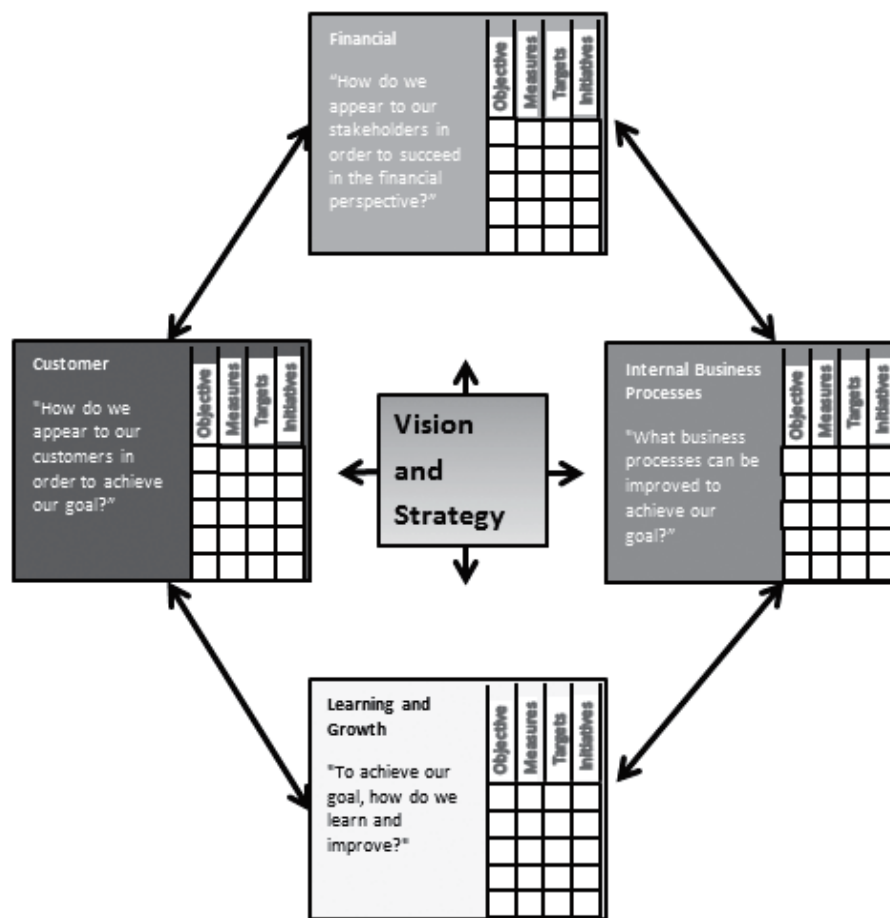 Financial
"How do we
appear to our
stakeholders in
order to succeed
in the financial
perspective?"
Objective
Measures
Targets
Initiatives
Customer
"How do we
appear to our
customers in
order to achieve
our goal?"
Objective
Measures
Targets
Initiatives
Vision
and
Strategy
Internal Business
Processes
"What business
processes can be
improved to
achieve our
goal?"
Objective
Measures
Targets
Initiatives
Learning and
Growth
"To achieve our
goal, how do we
learn and
improve?"
Objective
Measures
Targets
Initiatives